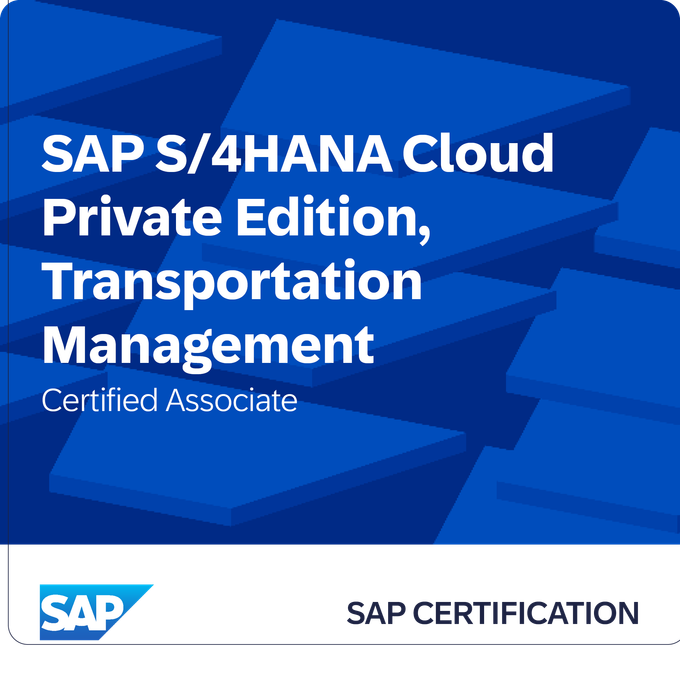 SAP S/4HANA Cloud
Private Edition,
Transportation
Management
Certified Associate
SAP
SAP CERTIFICATION